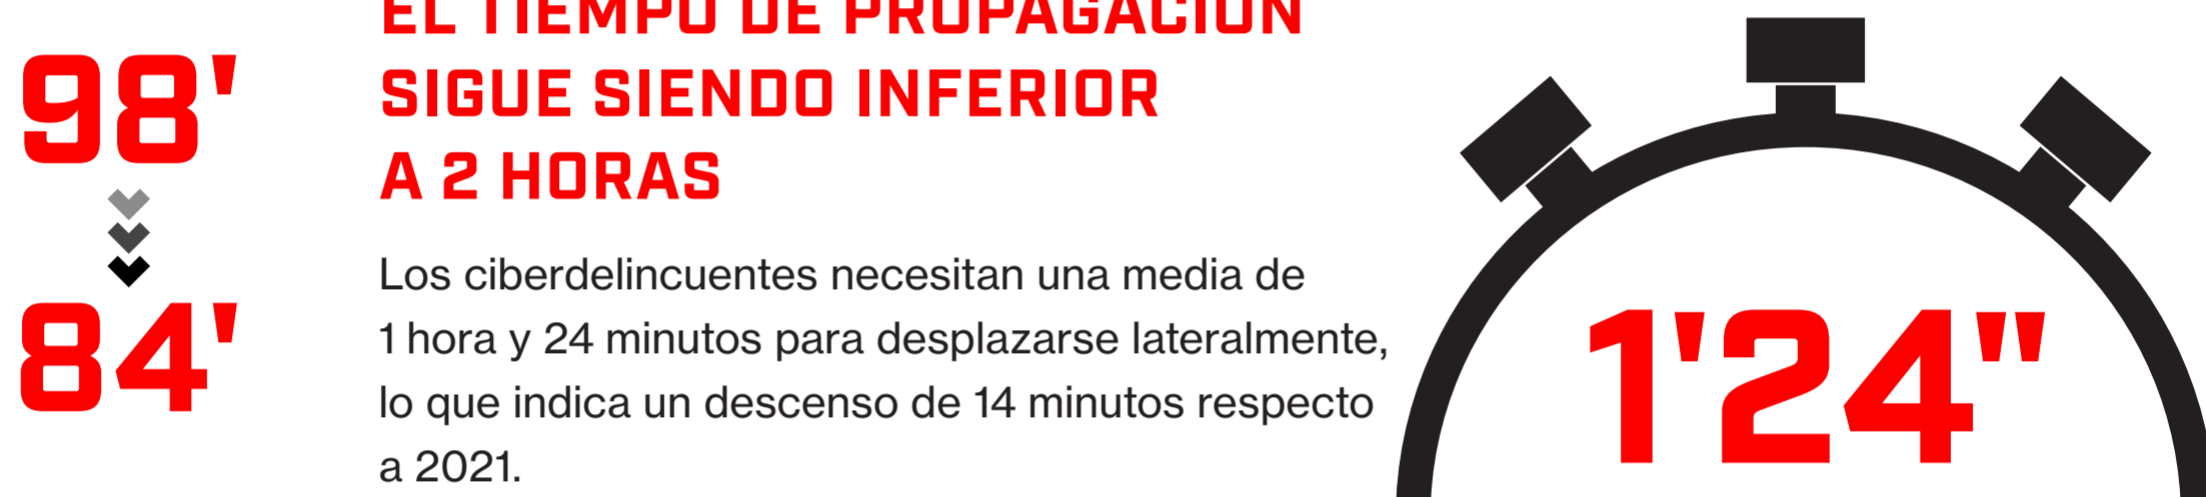 98'
84'
EL TIEMPO DE PROPAGACIÓN
SIGUE SIENDO INFERIOR
A 2 HORAS
Los ciberdelincuentes necesitan una media de
1 hora y 24 minutos para desplazarse lateralmente,
lo que indica un descenso de 14 minutos respecto
a 2021.
1'24"